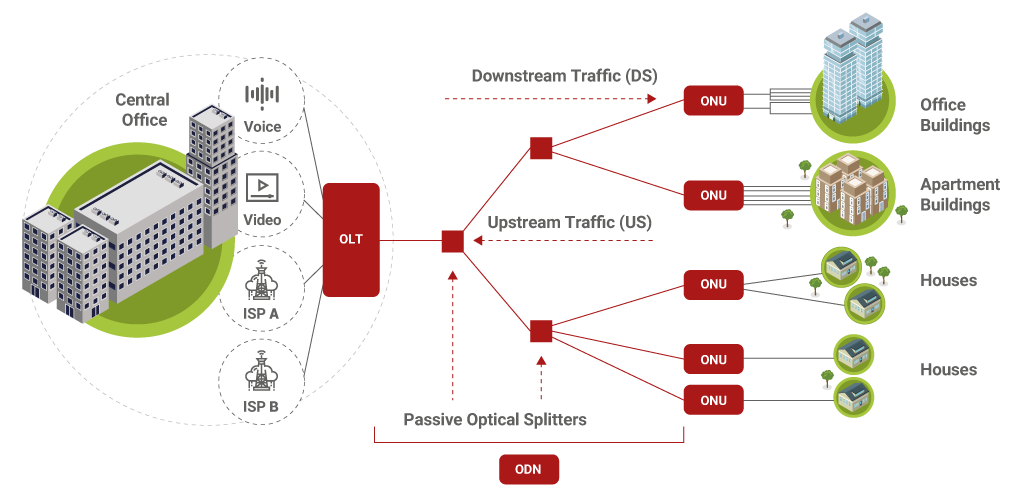 Central
Office
Voice
Video
ISP A
ISP B
OLT
Downstream Traffic (DS)
Upstream Traffic (US)
Passive Optical Splitters
ODN
ONU
Office
Buildings
ONU
Apartment
Buildings
ONU
Houses
ONU
Houses
ONU